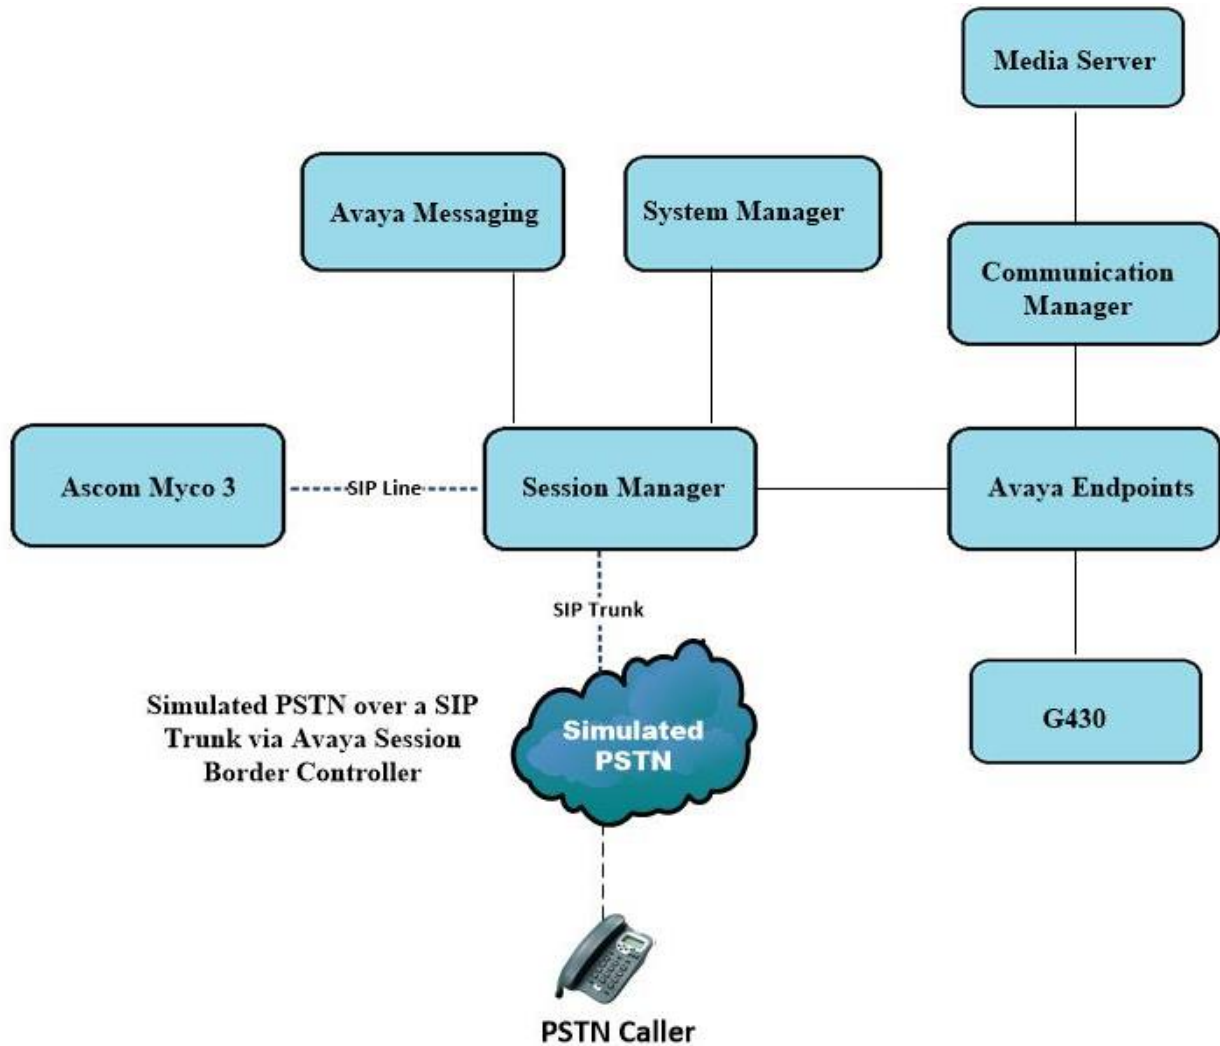 Media Server
Avaya Messaging
System Manager
Communication
Manager
Ascom Myco 3
SIP Line
Session Manager
Avaya Endpoints
SIP Trunk
Simulated PSTN over a SIP
Trunk via Avaya Session
Border Controller
Simulated
PSTN
G430
PSTN Caller